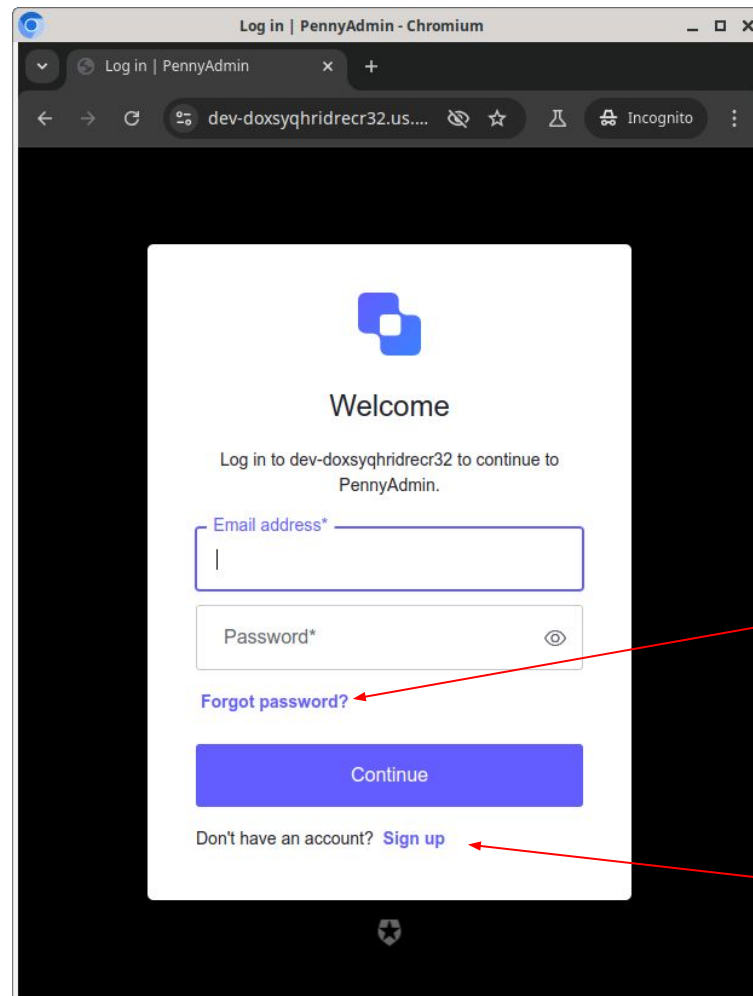 Log in | PennyAdmin - Chromium
Log in | PennyAdmin
dev-doxsyqhridrecr32.us....
Incognito
Welcome
Log in to dev-doxsyqhridrecr32 to continue to
PennyAdmin.
Email address*
Password*
Forgot password?
Continue
Don't have an account? Sign up